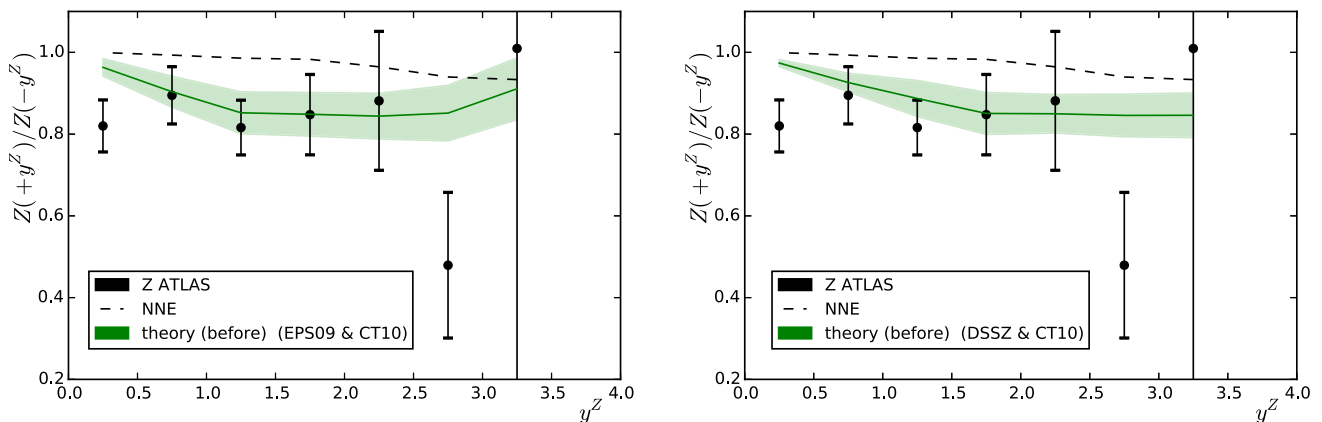 Z(+y^Z)/Z(−y^Z)
1.0
0.8
0.6
0.4
0.2
Z ATLAS
NNE
theory (before) (EPS09 & CT10)
0.0 0.5 1.0 1.5 2.0 2.5 3.0 3.5 4.0
y^Z
Z(+y^Z)/Z(−y^Z)
1.0
0.8
0.6
0.4
0.2
Z ATLAS
NNE
theory (before) (DSSZ & CT10)
0.0 0.5 1.0 1.5 2.0 2.5 3.0 3.5 4.0
y^Z